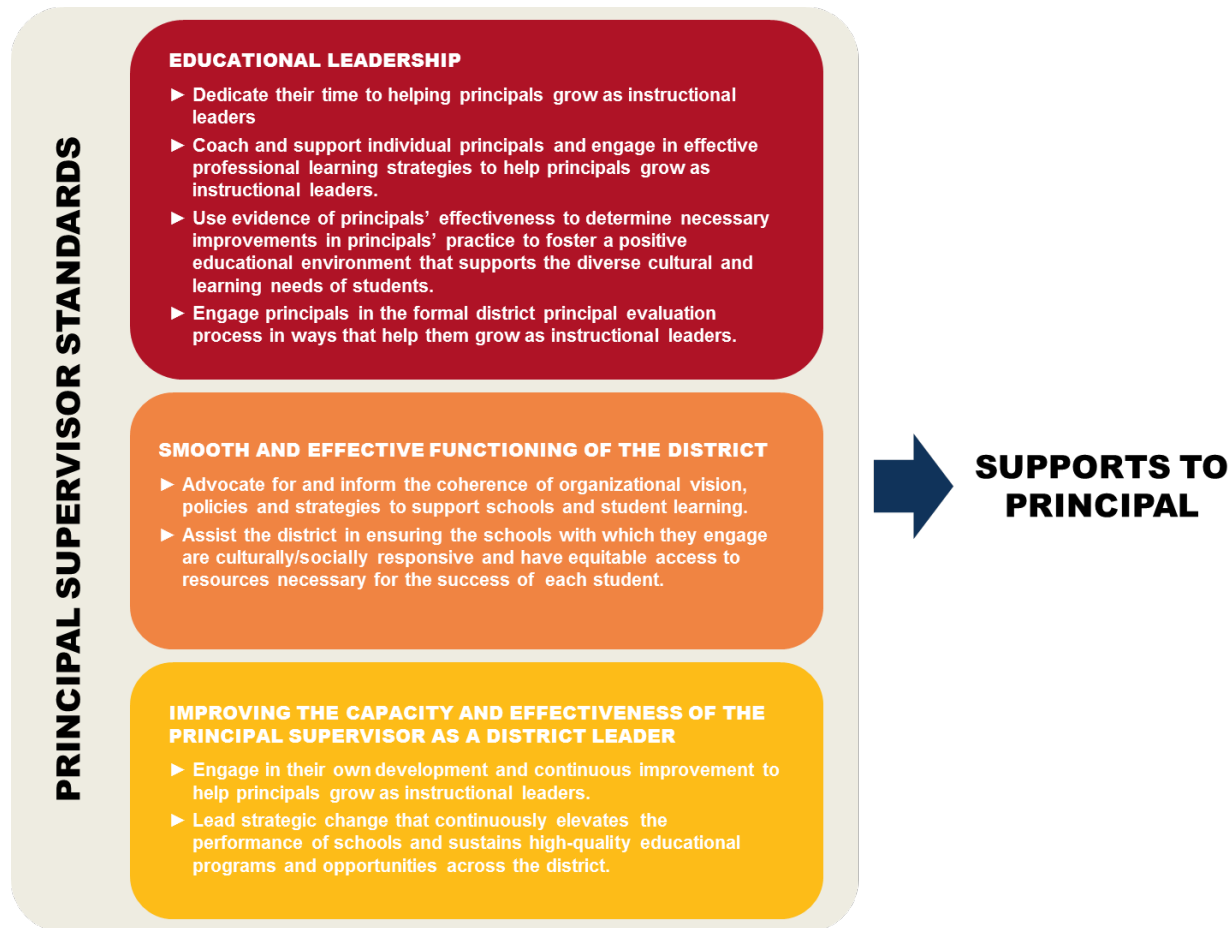 PRINCIPAL SUPERVISOR STANDARDS
EDUCATIONAL LEADERSHIP
► Dedicate their time to helping principals grow as instructional
leaders
► Coach and support individual principals and engage in effective
professional learning strategies to help principals grow as
instructional leaders.
► Use evidence of principals’ effectiveness to determine necessary
improvements in principals’ practice to foster a positive
educational environment that supports the diverse cultural and
learning needs of students.
► Engage principals in the formal district principal evaluation
process in ways that help them grow as instructional leaders.
SMOOTH AND EFFECTIVE FUNCTIONING OF THE DISTRICT
► Advocate for and inform the coherence of organizational vision,
policies and strategies to support schools and student learning.
► Assist the district in ensuring the schools with which they engage
are culturally/socially responsive and have equitable access to
resources necessary for the success of each student.
IMPROVING THE CAPACITY AND EFFECTIVENESS OF THE
PRINCIPAL SUPERVISOR AS A DISTRICT LEADER
► Engage in their own development and continuous improvement to
help principals grow as instructional leaders.
► Lead strategic change that continuously elevates the
performance of schools and sustains high-quality educational
programs and opportunities across the district.
SUPPORTS TO
PRINCIPAL